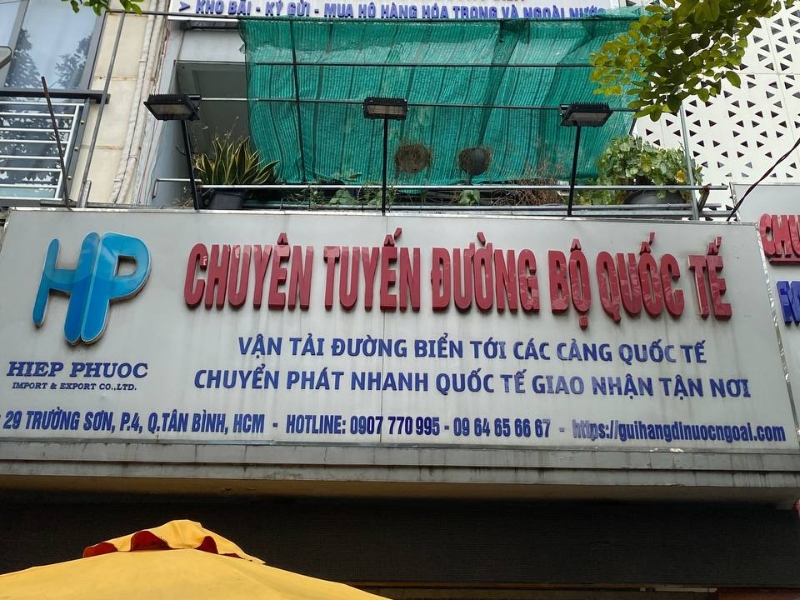 > KHO BÃI - KÝ GỬI - MUA HỘ HÀNG HÓA TRONG VÀ NGOÀI NƯỚC
HP
HIEP PHUOC
IMPORT & EXPORT CO.,LTD.
CHUYÊN TUYẾN ĐƯỜNG BỘ QUỐC TẾ
VẬN TẢI ĐƯỜNG BIỂN TỚI CÁC CẢNG QUỐC TẾ
CHUYỂN PHÁT NHANH QUỐC TẾ GIAO NHẬN TẬN NƠI
29 TRƯỜNG SƠN, P.4, Q.TÂN BÌNH, HCM - HOTLINE: 0907 770 995 - 09 64 65 66 67 - https://guihangdinuocngoai.com